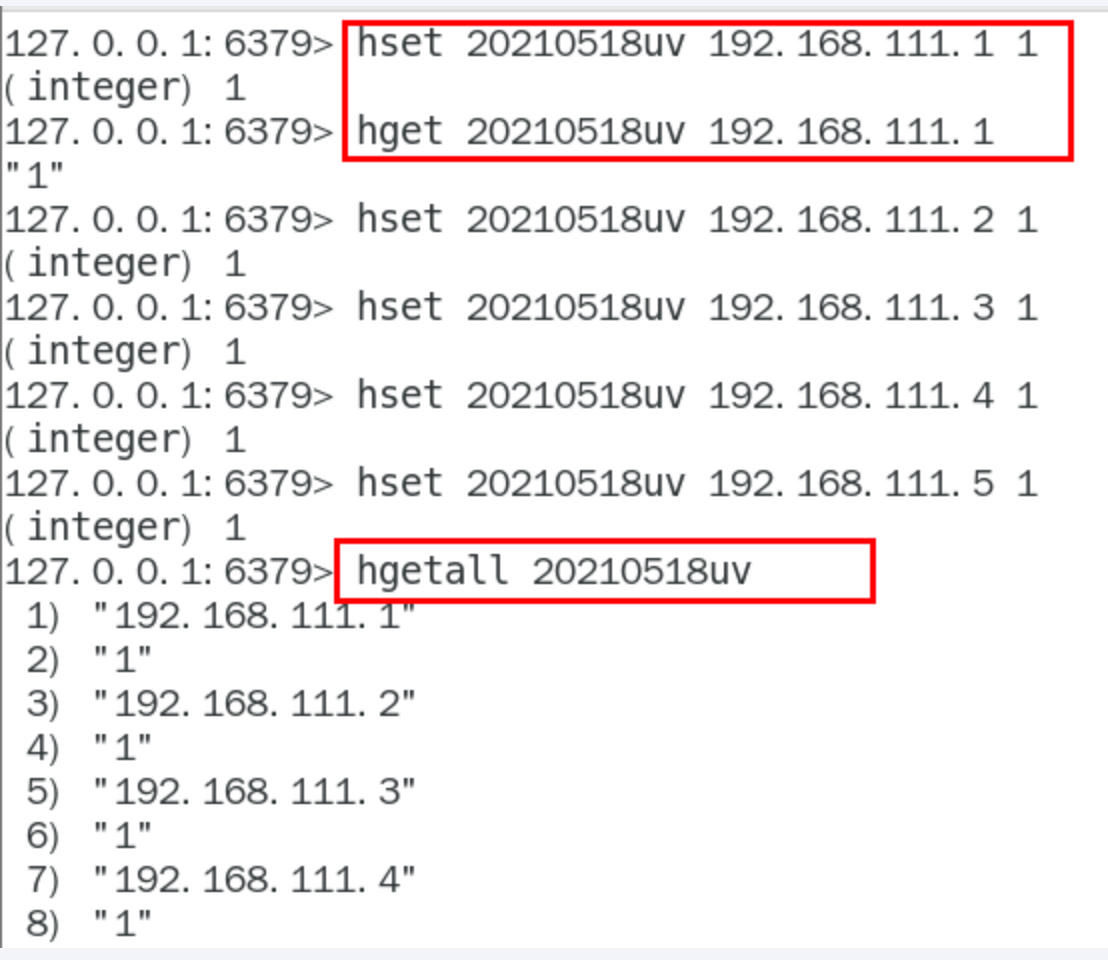 127.0.0.1:6379> hset 20210518uv 192.168.111.1 1
(integer) 1
127.0.0.1:6379> hget 20210518uv 192.168.111.1
"1"
127.0.0.1:6379> hset 20210518uv 192.168.111.2 1
(integer) 1
127.0.0.1:6379> hset 20210518uv 192.168.111.3 1
(integer) 1
127.0.0.1:6379> hset 20210518uv 192.168.111.4 1
(integer) 1
127.0.0.1:6379> hset 20210518uv 192.168.111.5 1
(integer) 1
127.0.0.1:6379> hgetall 20210518uv
1) "192.168.111.1"
2) "1"
3) "192.168.111.2"
4) "1"
5) "192.168.111.3"
6) "1"
7) "192.168.111.4"
8) "1"